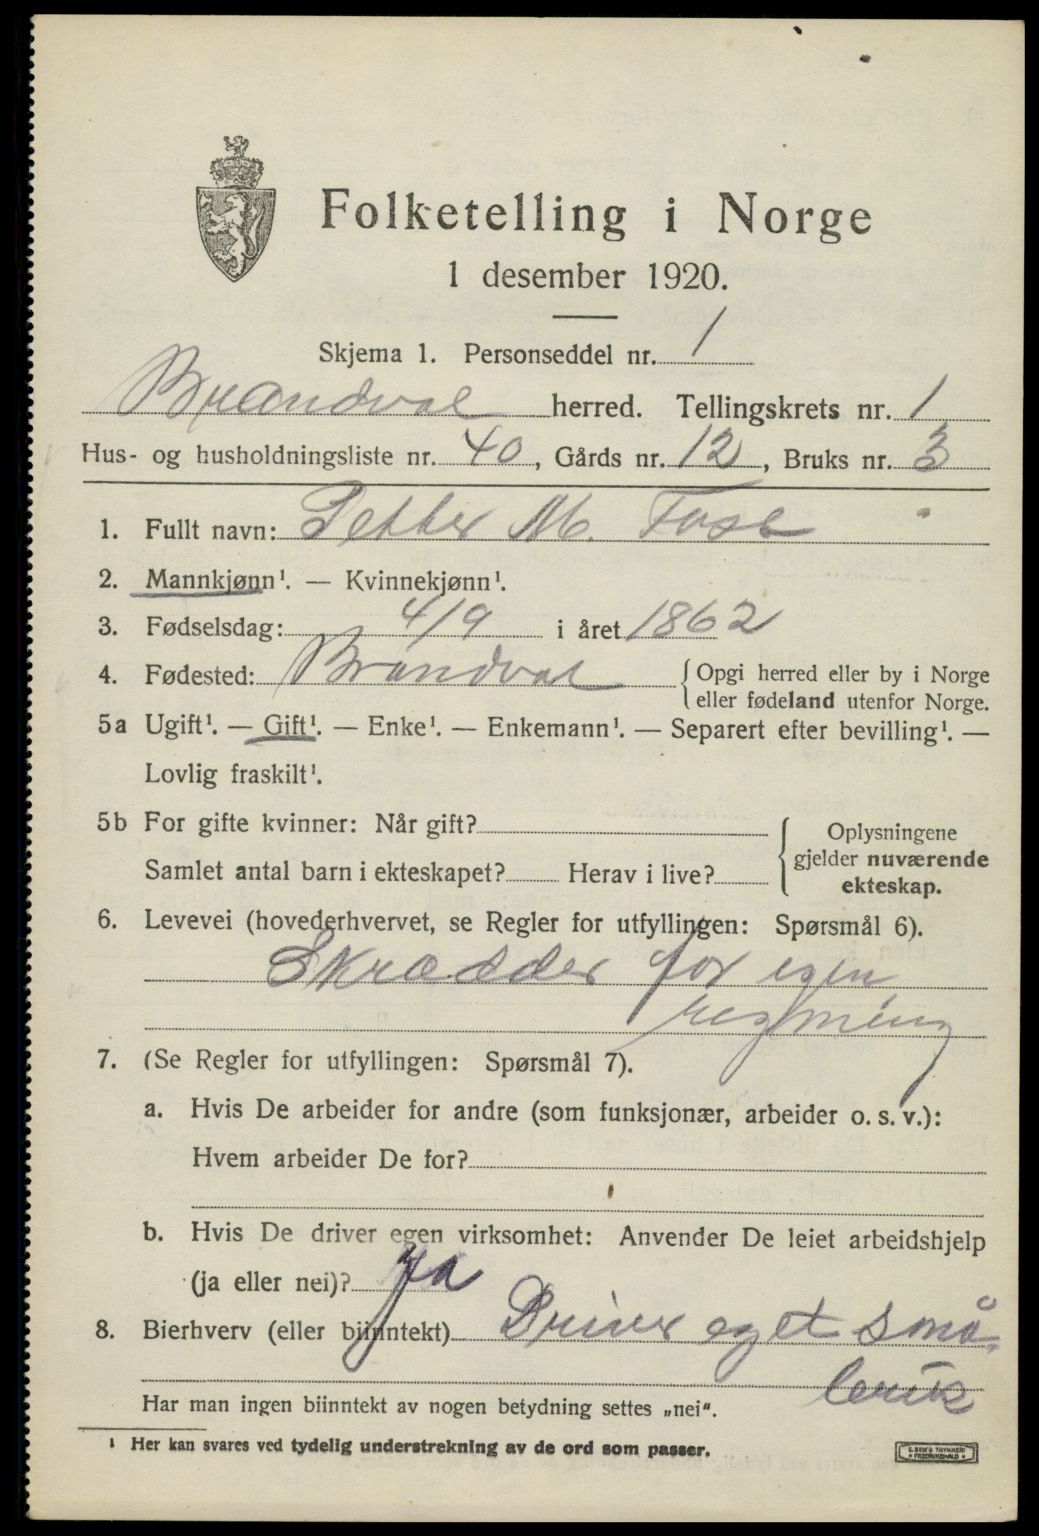 Folketelling i Norge
1 desember 1920.
Skjema 1. Personseddel nr. 1
Brandval herred. Tellingskrets nr. 1
Hus- og husholdningsliste nr. 40, Gårds nr. 12, Bruks nr. 3
1. Fullt navn: Petter M. Foss
2. Mannkjønn¹. — Kvinnekjønn¹.
3. Fødselsdag: 4/9 i året 1862
4. Fødested: Brandval {Opgi herred eller by i Norge
eller fødeland utenfor Norge.
5a Ugift¹. — Gift¹. — Enke¹. — Enkemann¹. — Separert efter bevilling¹. —
Lovlig fraskilt¹.
5b For gifte kvinner: Når gift?
Samlet antal barn i ekteskapet? Herav i live?
Oplysningene
gjelder nuværende
ekteskap.
6. Levevei (hovederhvervet, se Regler for utfyllingen: Spørsmål 6).
Skrædder for egen
regning
7. (Se Regler for utfyllingen: Spørsmål 7).
a. Hvis De arbeider for andre (som funksjonær, arbeider o. s. v.):
Hvem arbeider De for?
b. Hvis De driver egen virksomhet: Anvender De leiet arbeidshjelp
(ja eller nei)? Ja
8. Bierhverv (eller biinntekt) Driver eget små-
bruk
Har man ingen biinntekt av nogen betydning settes „nei".
¹ Her kan svares ved tydelig understrekning av de ord som passer.